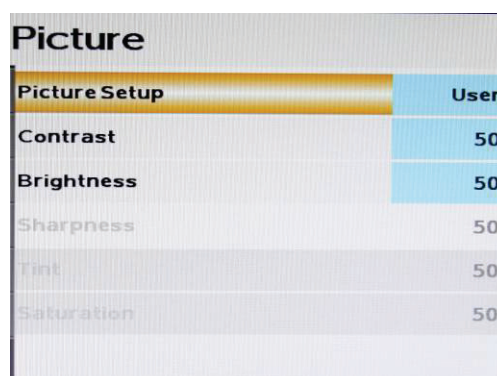 Picture
Picture Setup User
Contrast 50
Brightness 50
Sharpness 50
Tint 50
Saturation 50